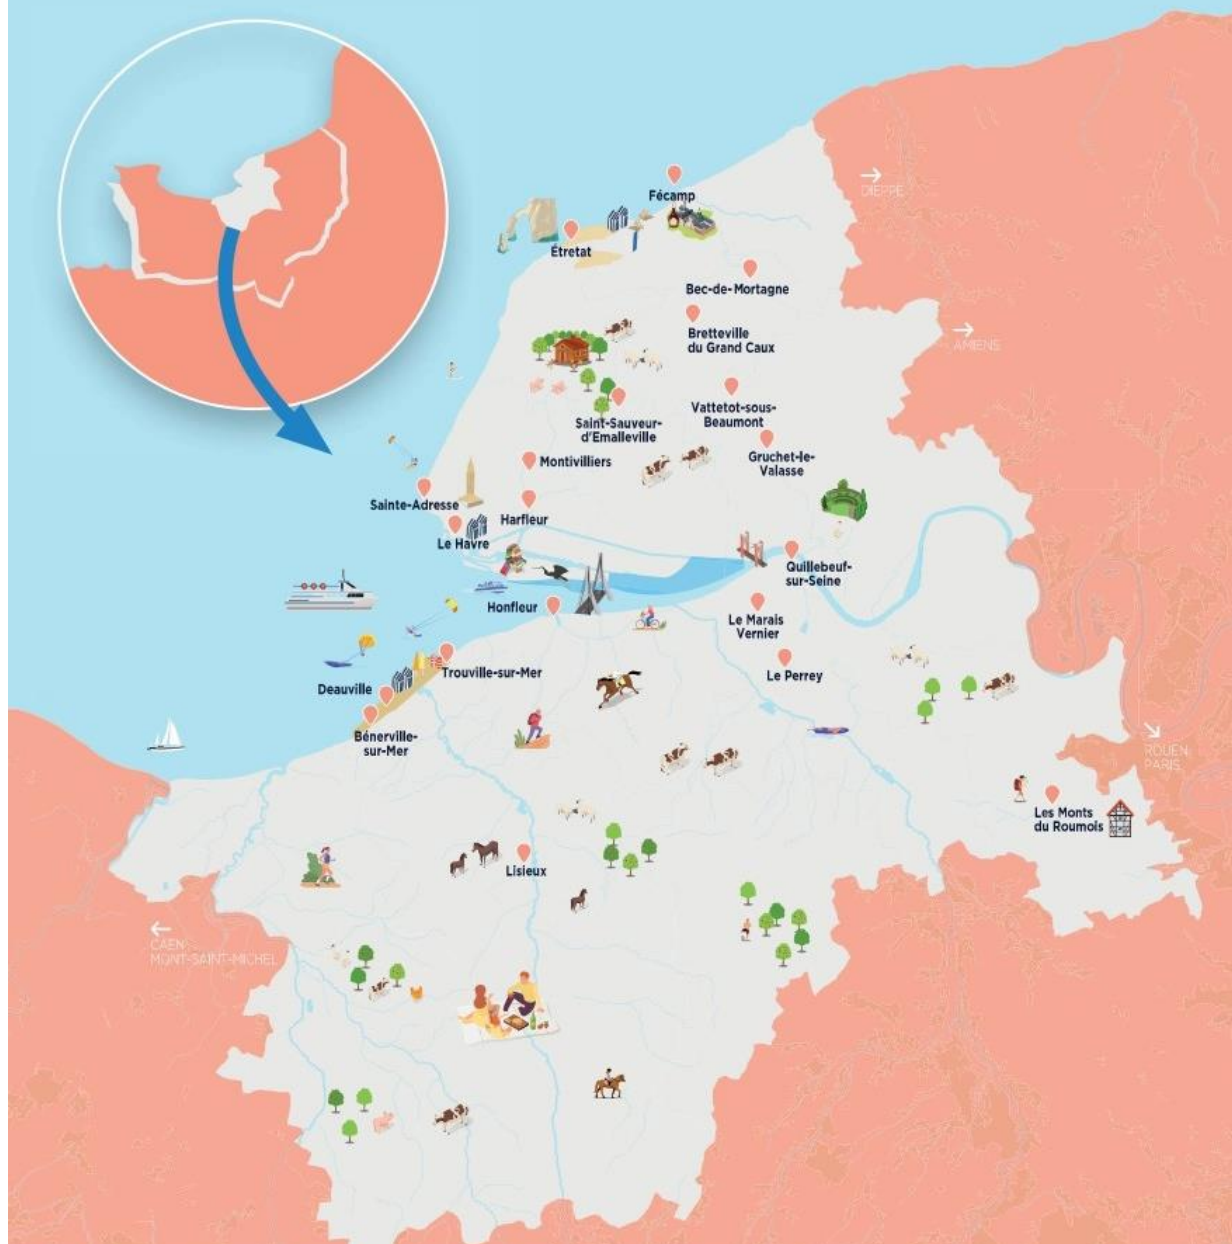 Fécamp
DIEPPE
Étretat
Bec-de-Mortagne
Bretteville
du Grand Caux
AMIENS
Saint-Sauveur-
d'Emalleville
Vattetot-sous-
Beaumont
Gruchet-le-
Valasse
Montivilliers
Sainte-Adresse
Harfleur
Le Havre
Quillebeuf-
sur-Seine
Honfleur
Le Marais
Vernier
Trouville-sur-Mer
Le Perrey
Deauville
Bénerville-
sur-Mer
ROUEN
PARIS
Les Monts
du Roumois
Lisieux
CAEN
MONT-SAINT-MICHEL